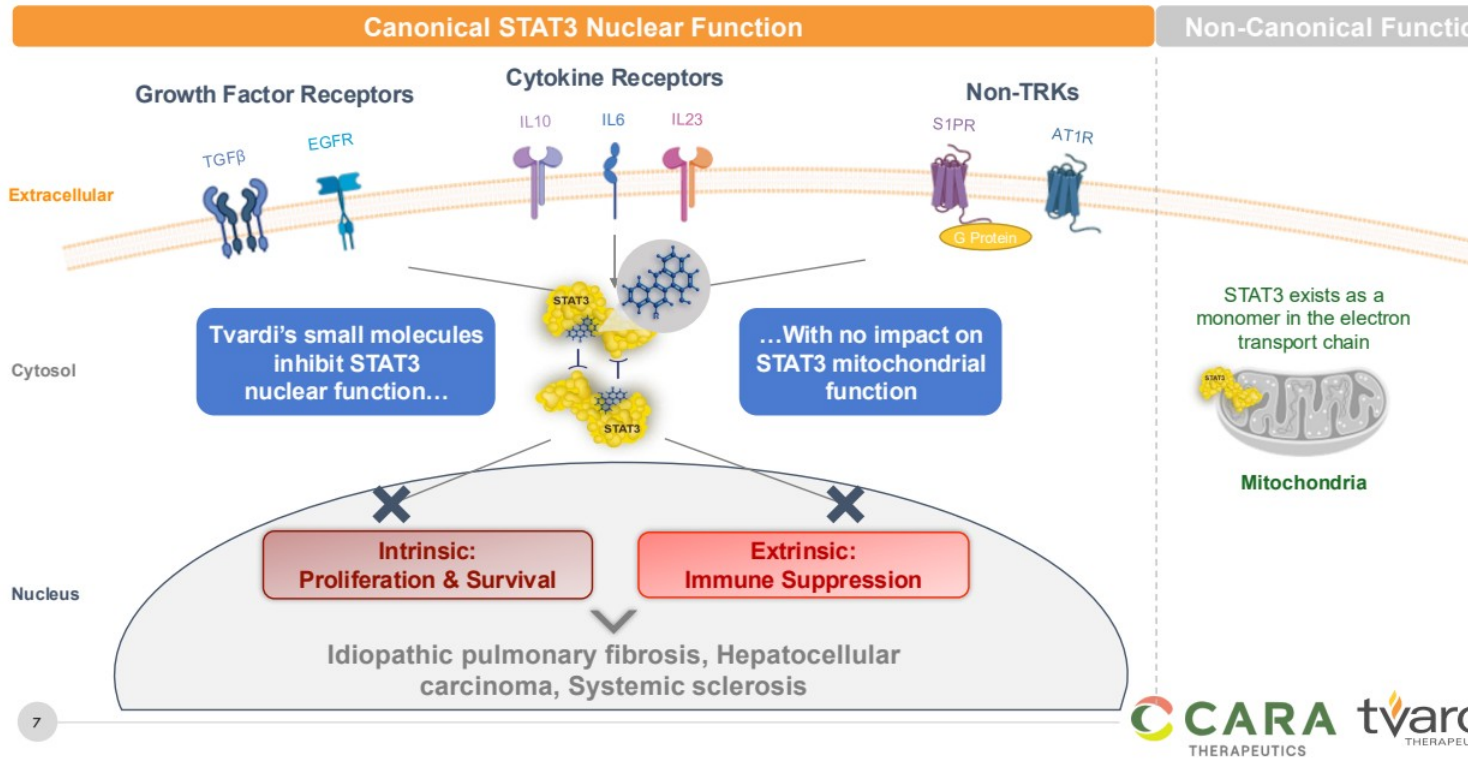 Canonical STAT3 Nuclear Function
Non-Canonical Functio
Growth Factor Receptors
Cytokine Receptors
Non-TRKs
TGFβ
EGFR
IL10
IL6
IL23
S1PR
AT1R
Extracellular
G Protein
STAT3
R
Tvardi's small molecules
inhibit STAT3
nuclear function…
…With no impact on
STAT3 mitochondrial
function
STAT3 exists as a
monomer in the electron
transport chain
Cytosol
STAT3
STAT3
Mitochondria
Intrinsic:
Proliferation & Survival
Extrinsic:
Immune Suppression
Nucleus
Idiopathic pulmonary fibrosis, Hepatocellular
carcinoma, Systemic sclerosis
7
CARA
THERAPEUTICS
tvard
THERAPEU